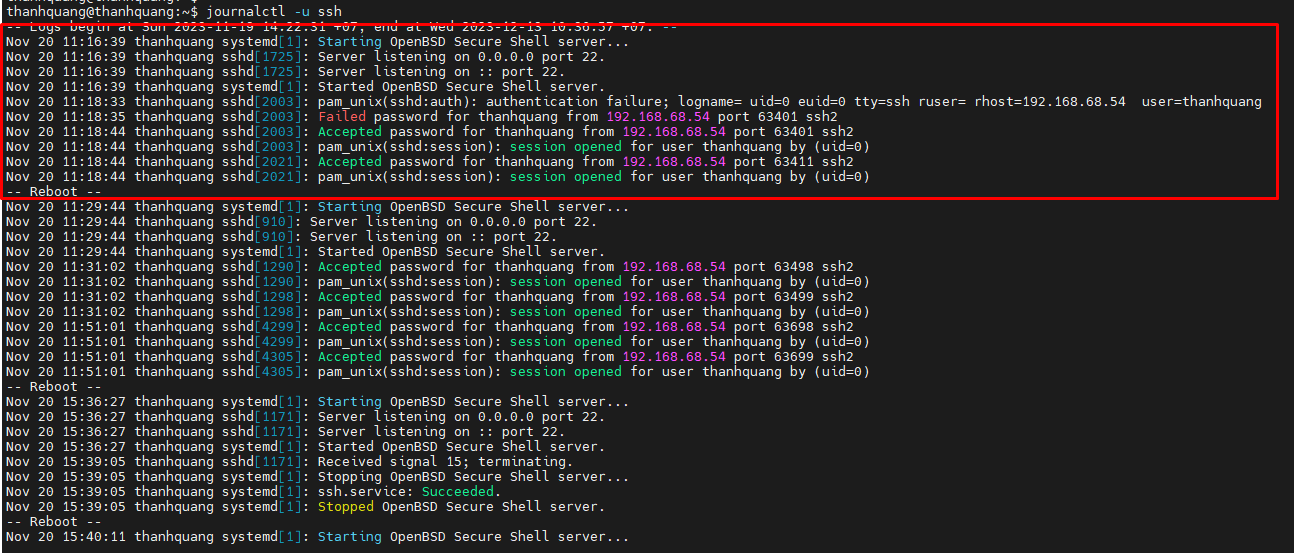 thanhquang@thanhquang:~$
thanhquang@thanhquang:~$ journalctl -u ssh
-- Logs begin at Sun 2023-11-19 14:22:31 +07, end at Wed 2023-12-13 10:36:37 +07. --
Nov 20 11:16:39 thanhquang systemd[1]: Starting OpenBSD Secure Shell server...
Nov 20 11:16:39 thanhquang sshd[1725]: Server listening on 0.0.0.0 port 22.
Nov 20 11:16:39 thanhquang sshd[1725]: Server listening on :: port 22.
Nov 20 11:16:39 thanhquang systemd[1]: Started OpenBSD Secure Shell server.
Nov 20 11:18:33 thanhquang sshd[2003]: pam_unix(sshd:auth): authentication failure; logname= uid=0 euid=0 tty=ssh ruser= rhost=192.168.68.54  user=thanhquang
Nov 20 11:18:35 thanhquang sshd[2003]: Failed password for thanhquang from 192.168.68.54 port 63401 ssh2
Nov 20 11:18:44 thanhquang sshd[2003]: Accepted password for thanhquang from 192.168.68.54 port 63401 ssh2
Nov 20 11:18:44 thanhquang sshd[2003]: pam_unix(sshd:session): session opened for user thanhquang by (uid=0)
Nov 20 11:18:44 thanhquang sshd[2021]: Accepted password for thanhquang from 192.168.68.54 port 63411 ssh2
Nov 20 11:18:44 thanhquang sshd[2021]: pam_unix(sshd:session): session opened for user thanhquang by (uid=0)
-- Reboot --
Nov 20 11:29:44 thanhquang systemd[1]: Starting OpenBSD Secure Shell server...
Nov 20 11:29:44 thanhquang sshd[910]: Server listening on 0.0.0.0 port 22.
Nov 20 11:29:44 thanhquang sshd[910]: Server listening on :: port 22.
Nov 20 11:29:44 thanhquang systemd[1]: Started OpenBSD Secure Shell server.
Nov 20 11:31:02 thanhquang sshd[1290]: Accepted password for thanhquang from 192.168.68.54 port 63498 ssh2
Nov 20 11:31:02 thanhquang sshd[1290]: pam_unix(sshd:session): session opened for user thanhquang by (uid=0)
Nov 20 11:31:02 thanhquang sshd[1298]: Accepted password for thanhquang from 192.168.68.54 port 63499 ssh2
Nov 20 11:31:02 thanhquang sshd[1298]: pam_unix(sshd:session): session opened for user thanhquang by (uid=0)
Nov 20 11:51:01 thanhquang sshd[4299]: Accepted password for thanhquang from 192.168.68.54 port 63698 ssh2
Nov 20 11:51:01 thanhquang sshd[4299]: pam_unix(sshd:session): session opened for user thanhquang by (uid=0)
Nov 20 11:51:01 thanhquang sshd[4305]: Accepted password for thanhquang from 192.168.68.54 port 63699 ssh2
Nov 20 11:51:01 thanhquang sshd[4305]: pam_unix(sshd:session): session opened for user thanhquang by (uid=0)
-- Reboot --
Nov 20 15:36:27 thanhquang systemd[1]: Starting OpenBSD Secure Shell server...
Nov 20 15:36:27 thanhquang sshd[1171]: Server listening on 0.0.0.0 port 22.
Nov 20 15:36:27 thanhquang sshd[1171]: Server listening on :: port 22.
Nov 20 15:36:27 thanhquang systemd[1]: Started OpenBSD Secure Shell server.
Nov 20 15:39:05 thanhquang sshd[1171]: Received signal 15; terminating.
Nov 20 15:39:05 thanhquang systemd[1]: Stopping OpenBSD Secure Shell server...
Nov 20 15:39:05 thanhquang systemd[1]: ssh.service: Succeeded.
Nov 20 15:39:05 thanhquang systemd[1]: Stopped OpenBSD Secure Shell server.
-- Reboot --
Nov 20 15:40:11 thanhquang systemd[1]: Starting OpenBSD Secure Shell server...